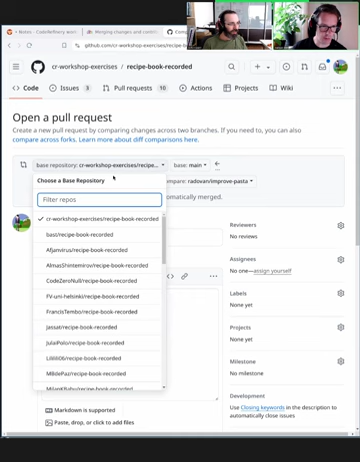 Notes - CodeRefinery wo
Merging changes and contribut
github.com/cr-workshop-exercises/recipe-b
cr-workshop-exercises / recipe-book-recorded
Code
Issues 3
Pull requests 10
Actions
Projects
Wiki
Open a pull request
Create a new pull request by comparing changes across two branches. If you need to, you can
also compare across forks. Learn more about diff comparisons here.
base repository: cr-workshop-exercises/recipe...
base: main
Choose a Base Repository
compare: radovan/improve-pasta
automatically merged.
Filter repos
cr-workshop-exercises/recipe-book-recorded
bast/recipe-book-recorded
Afjanvirus/recipe-book-recorded
AlmasShintemirov/recipe-book-recorded
CodeZeroNull/recipe-book-recorded
FV-uni-helsinki/recipe-book-recorded
FrancisTembo/recipe-book-recorded
Jassat/recipe-book-recorded
JulaiPolo/recipe-book-recorded
/recipe-book-recorded
MBdePaz/recipe-book-recorded
/recipe-book-recorded
Reviewers
No reviews
Assignees
No one—assign yourself
Labels
None yet
Projects
None yet
Milestone
No milestone
Development
Use Closing keywords in the description to
automatically close issues
Markdown is supported
Paste, drop, or click to add files